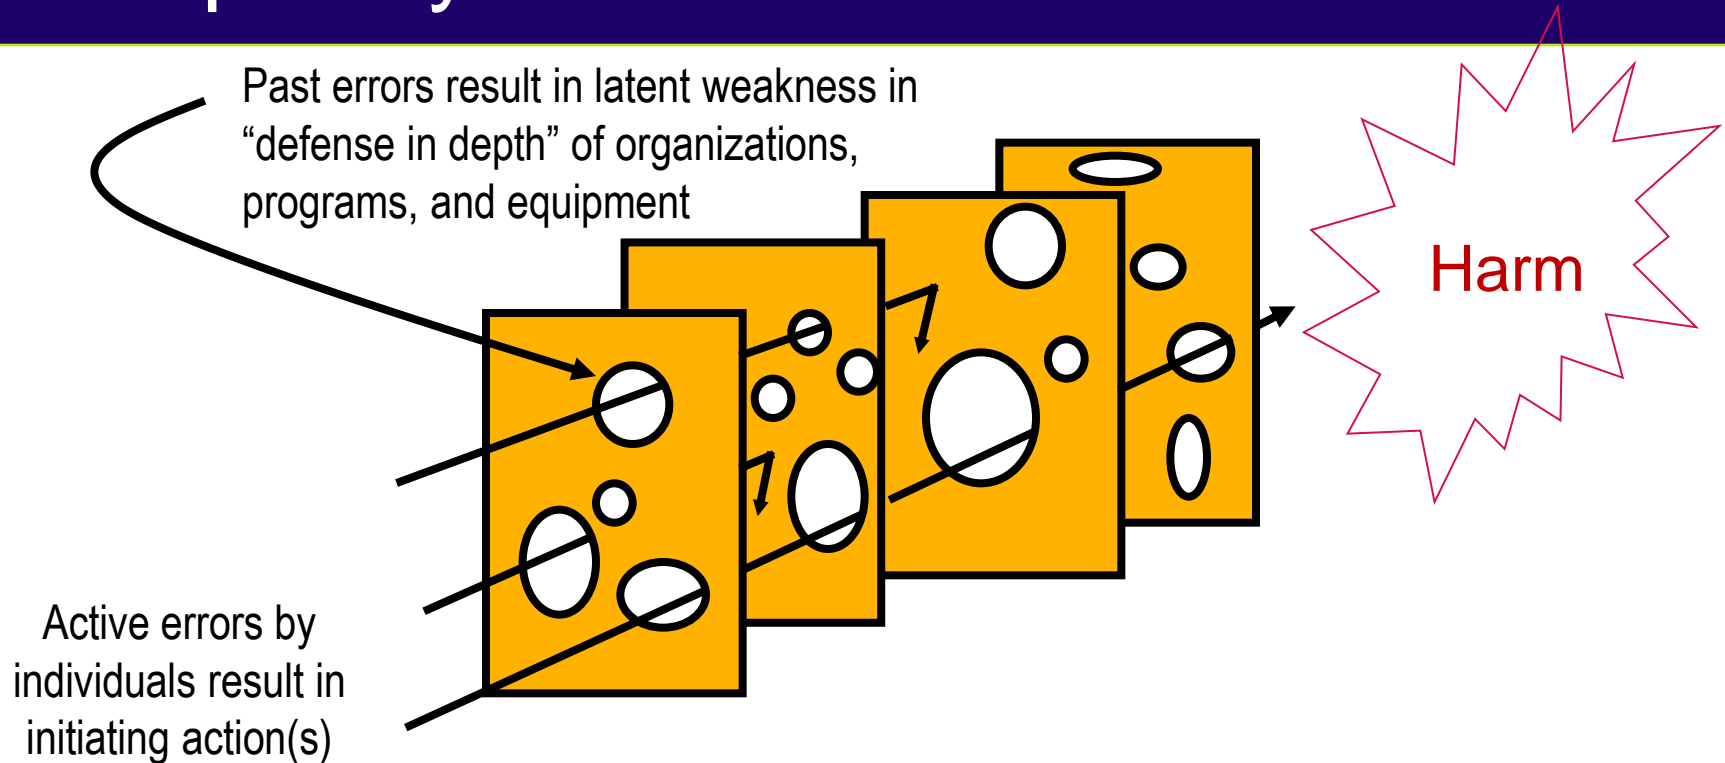 Past errors result in latent weakness in
“defense in depth” of organizations,
programs, and equipment
Harm
Active errors by
individuals result in
initiating action(s)